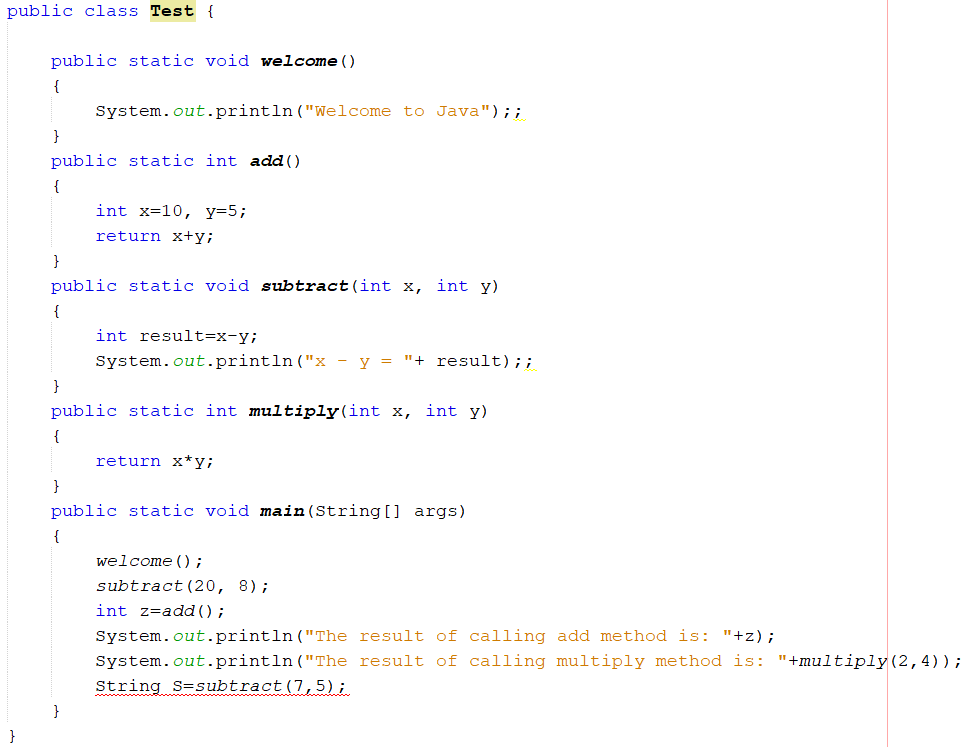 public class Test {
public static void welcome()
{
System.out.println("Welcome to Java");;
}
public static int add()
{
int x=10, y=5;
return x+y;
}
public static void subtract(int x, int y)
{
int result=x-y;
System.out.println("x - y = "+ result);;
}
public static int multiply(int x, int y)
{
return x*y;
}
public static void main(String[] args)
{
welcome();
subtract(20, 8);
int z=add();
System.out.println("The result of calling add method is: "+z);
System.out.println("The result of calling multiply method is: "+multiply(2,4));
String S=subtract(7,5);
}
}